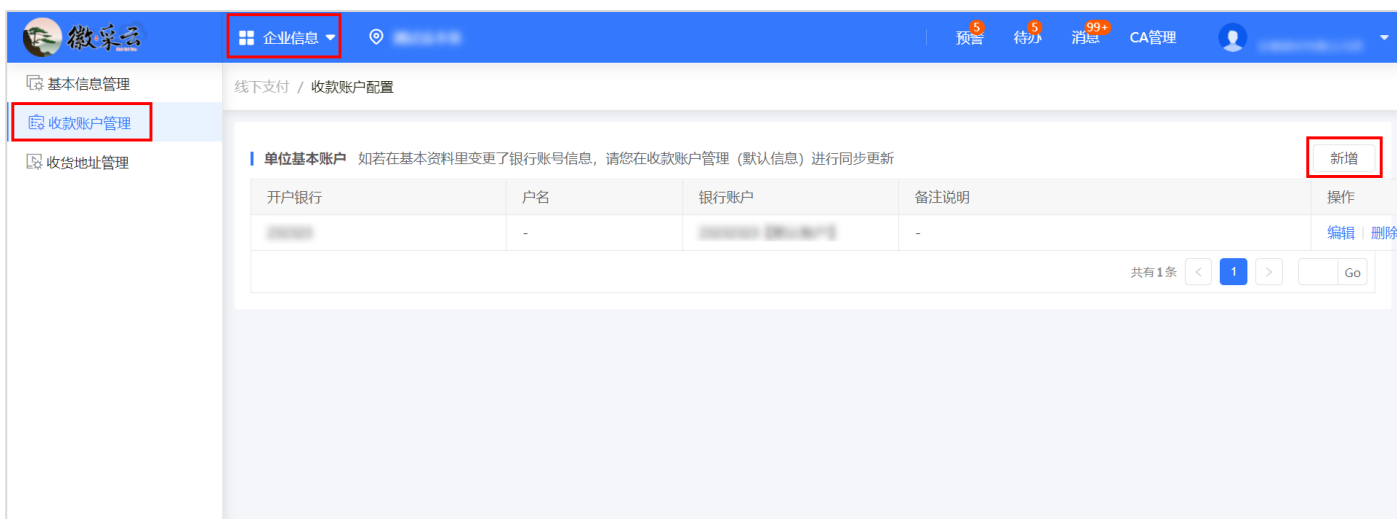 徽采云
企业信息
预警 5
待办 5
消息 99+
CA管理
基本信息管理
收款账户管理
收货地址管理
线下支付 / 收款账户配置
单位基本账户 如若在基本资料里变更了银行账号信息，请您在收款账户管理（默认信息）进行同步更新
新增
开户银行 户名 银行账户 备注说明 操作
- - 编辑 删除
共有1条 < 1 > Go